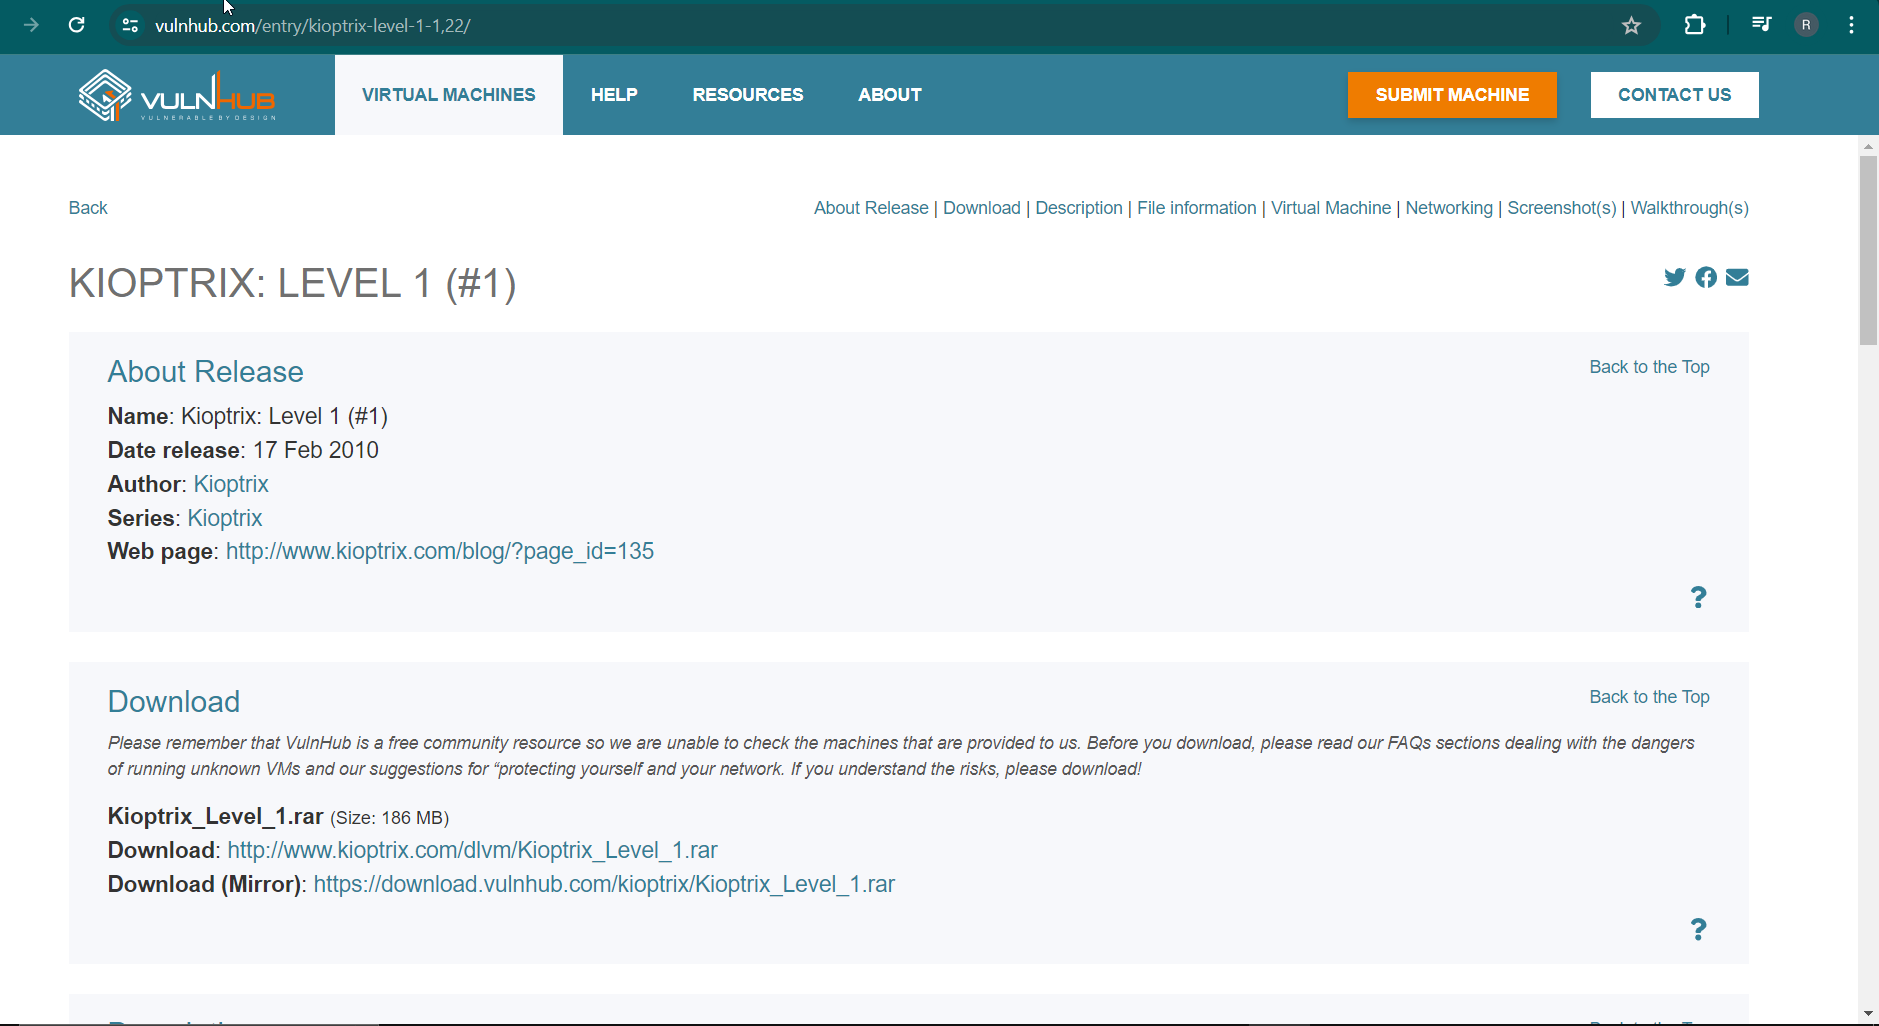 vulnhub.com/entry/kioptrix-level-1-1,22/
R
VULNHUB
VULNERABLE BY DESIGN
VIRTUAL MACHINES
HELP
RESOURCES
ABOUT
SUBMIT MACHINE
CONTACT US
Back
About Release | Download | Description | File information | Virtual Machine | Networking | Screenshot(s) | Walkthrough(s)
KIOPTRIX: LEVEL 1 (#1)
About Release
Back to the Top
Name: Kioptrix: Level 1 (#1)
Date release: 17 Feb 2010
Author: Kioptrix
Series: Kioptrix
Web page: http://www.kioptrix.com/blog/?page_id=135
?
Download
Back to the Top
Please remember that VulnHub is a free community resource so we are unable to check the machines that are provided to us. Before you download, please read our FAQs sections dealing with the dangers
of running unknown VMs and our suggestions for “protecting yourself and your network. If you understand the risks, please download!
Kioptrix_Level_1.rar (Size: 186 MB)
Download: http://www.kioptrix.com/dlvm/Kioptrix_Level_1.rar
Download (Mirror): https://download.vulnhub.com/kioptrix/Kioptrix_Level_1.rar
?